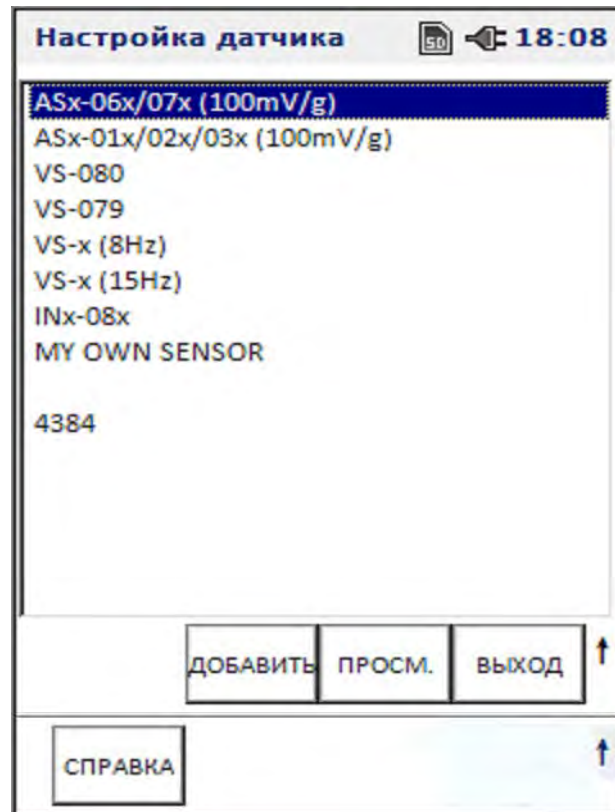 Настройка датчика SD 18:08
ASx-06x/07x (100mV/g)
ASx-01x/02x/03x (100mV/g)
VS-080
VS-079
VS-x (8Hz)
VS-x (15Hz)
INx-08x
MY OWN SENSOR
4384
ДОБАВИТЬ ПРОСМ. ВЫХОД
СПРАВКА